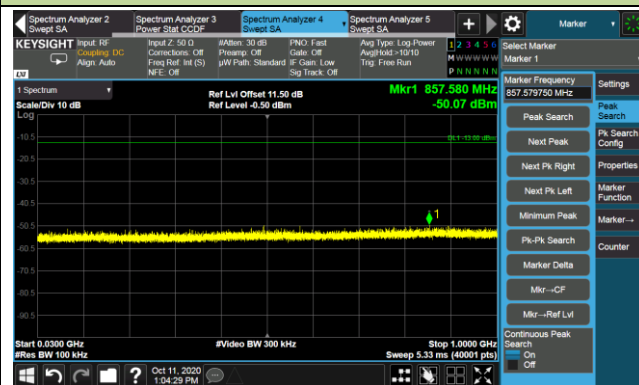 Spectrum Analyzer 2
Swept SA
Spectrum Analyzer 3
Power Stat CCDF
Spectrum Analyzer 4
Swept SA
Spectrum Analyzer 5
Swept SA
+
Marker
KEYSIGHT
Input: RF
Coupling: DC
Align: Auto
Input Z: 50 Ω
Corrections: Off
Freq Ref: Int (S)
NFE: Off
#Atten: 30 dB
Preamp: Off
µW Path: Standard
PNO: Fast
Gate: Off
IF Gain: Low
Sig Track: Off
Avg Type: Log-Power
Avg|Hold:>10/10
Trig: Free Run
1 2 3 4 5 6
M W W W W W
P N N N N N
LXI
Select Marker
Marker 1
1 Spectrum
Scale/Div 10 dB
Log
Ref Lvl Offset 11.50 dB
Ref Level -0.50 dBm
Mkr1 857.580 MHz
-50.07 dBm
DL1 -13.00 dBm
-10.5
-20.5
-30.5
-40.5
-50.5
-60.5
-70.5
-80.5
-90.5
1
Start 0.0300 GHz
#Res BW 100 kHz
#Video BW 300 kHz
Stop 1.0000 GHz
Sweep 5.33 ms (40001 pts)
Marker Frequency
857.579750 MHz
Peak Search
Next Peak
Next Pk Right
Next Pk Left
Minimum Peak
Pk-Pk Search
Marker Delta
Mkr→CF
Mkr→Ref Lvl
Continuous Peak
Search
On
Off
Settings
Peak
Search
Pk Search
Config
Properties
Marker
Function
Marker→
Counter
?
Oct 11, 2020
1:04:29 PM